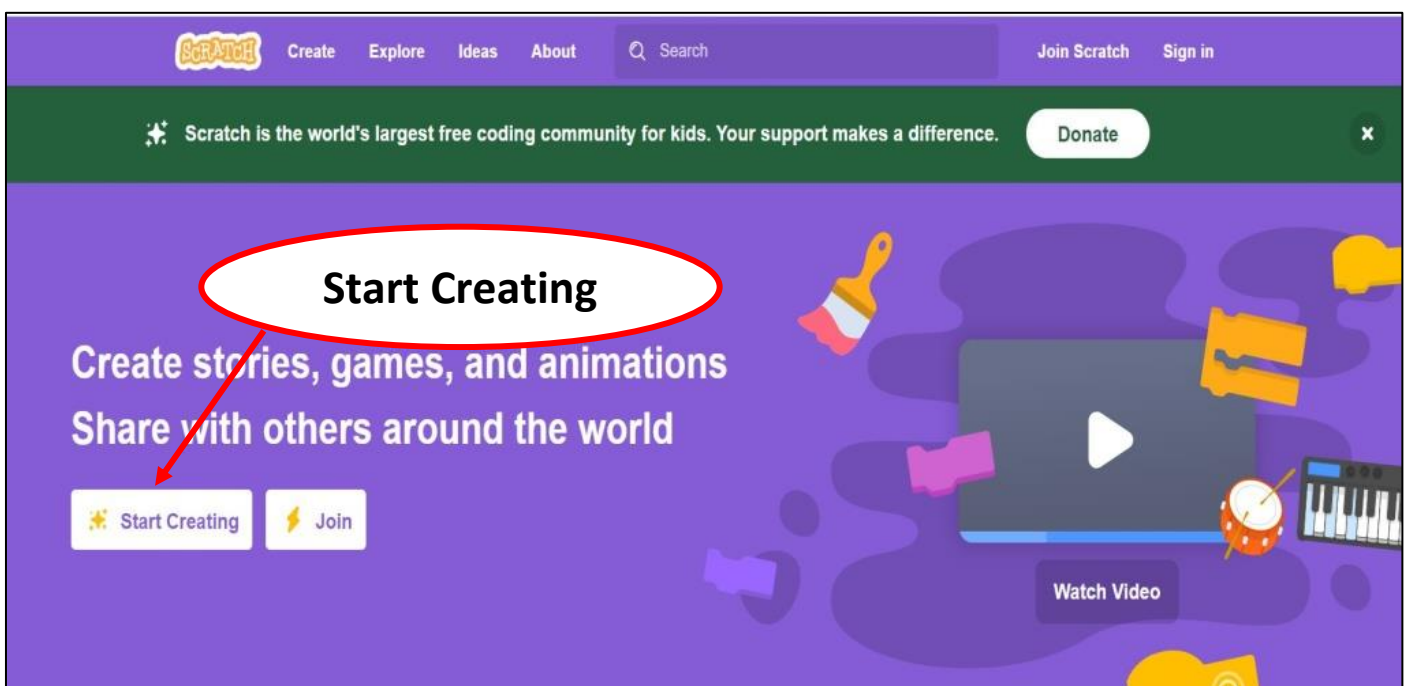 SCRATCH Create Explore Ideas About Search Join Scratch Sign in
Scratch is the world's largest free coding community for kids. Your support makes a difference. Donate x
Start Creating
Create stories, games, and animations
Share with others around the world
Start Creating Join
Watch Video